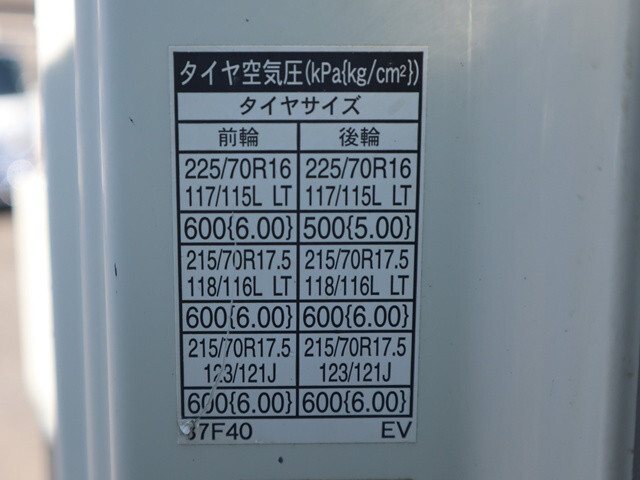 タイヤ空気圧(kPa{kg/cm²})
タイヤサイズ
前輪 後輪
225/70R16 225/70R16
117/115L LT 117/115L LT
600{6.00} 500{5.00}
215/70R17.5 215/70R17.5
118/116L LT 118/116L LT
600{6.00} 600{6.00}
215/70R17.5 215/70R17.5
123/121J 123/121J
600{6.00} 600{6.00}
37F40 EV